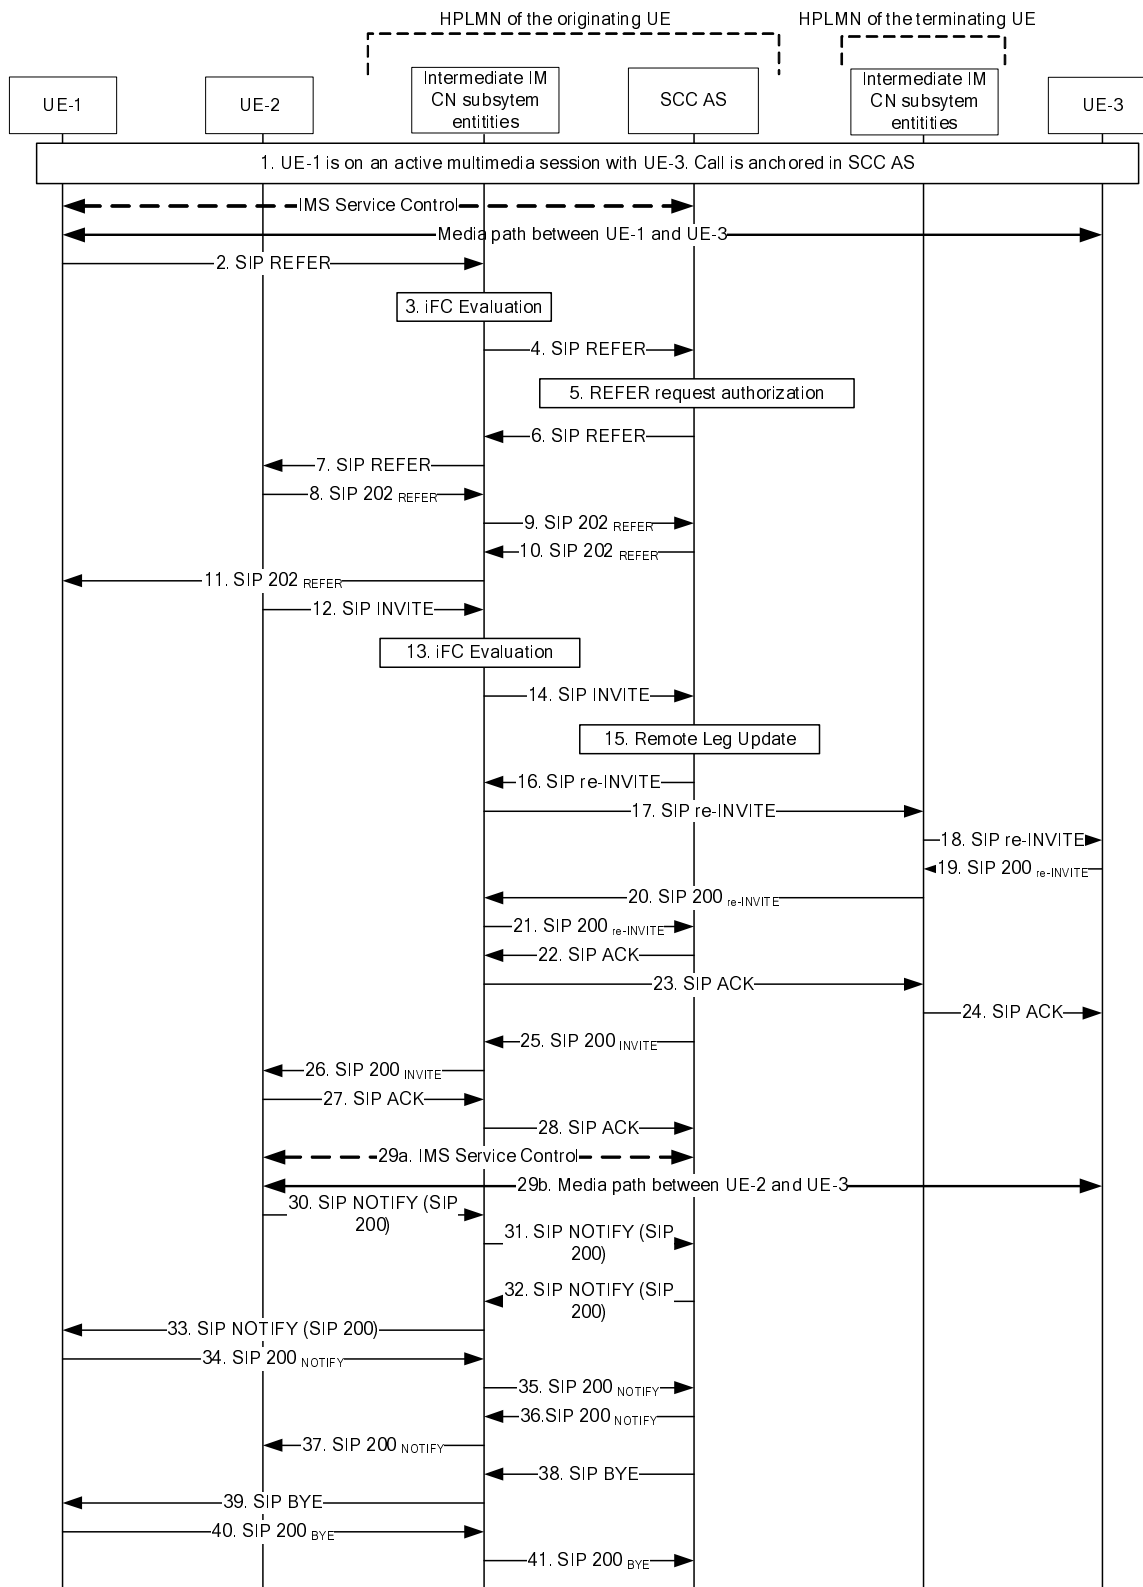 HPLMN of the originating UE
HPLMN of the terminating UE
UE-1
UE-2
Intermediate IM
CN subsytem
entitities
SCC AS
Intermediate IM
CN subsytem
entitities
UE-3
1. UE-1 is on an active multimedia session with UE-3. Call is anchored in SCC AS
IMS Service Control
Media path between UE-1 and UE-3
2. SIP REFER
3. iFC Evaluation
4. SIP REFER
5. REFER request authorization
6. SIP REFER
7. SIP REFER
8. SIP 202 REFER
9. SIP 202 REFER
10. SIP 202 REFER
11. SIP 202 REFER
12. SIP INVITE
13. iFC Evaluation
14. SIP INVITE
15. Remote Leg Update
16. SIP re-INVITE
17. SIP re-INVITE
18. SIP re-INVITE
19. SIP 200 re-INVITE
20. SIP 200 re-INVITE
21. SIP 200 re-INVITE
22. SIP ACK
23. SIP ACK
24. SIP ACK
25. SIP 200 INVITE
26. SIP 200 INVITE
27. SIP ACK
28. SIP ACK
29a. IMS Service Control
29b. Media path between UE-2 and UE-3
30. SIP NOTIFY (SIP
200)
31. SIP NOTIFY (SIP
200)
32. SIP NOTIFY (SIP
200)
33. SIP NOTIFY (SIP 200)
34. SIP 200 NOTIFY
35. SIP 200 NOTIFY
36.SIP 200 NOTIFY
37. SIP 200 NOTIFY
38. SIP BYE
39. SIP BYE
40. SIP 200 BYE
41. SIP 200 BYE